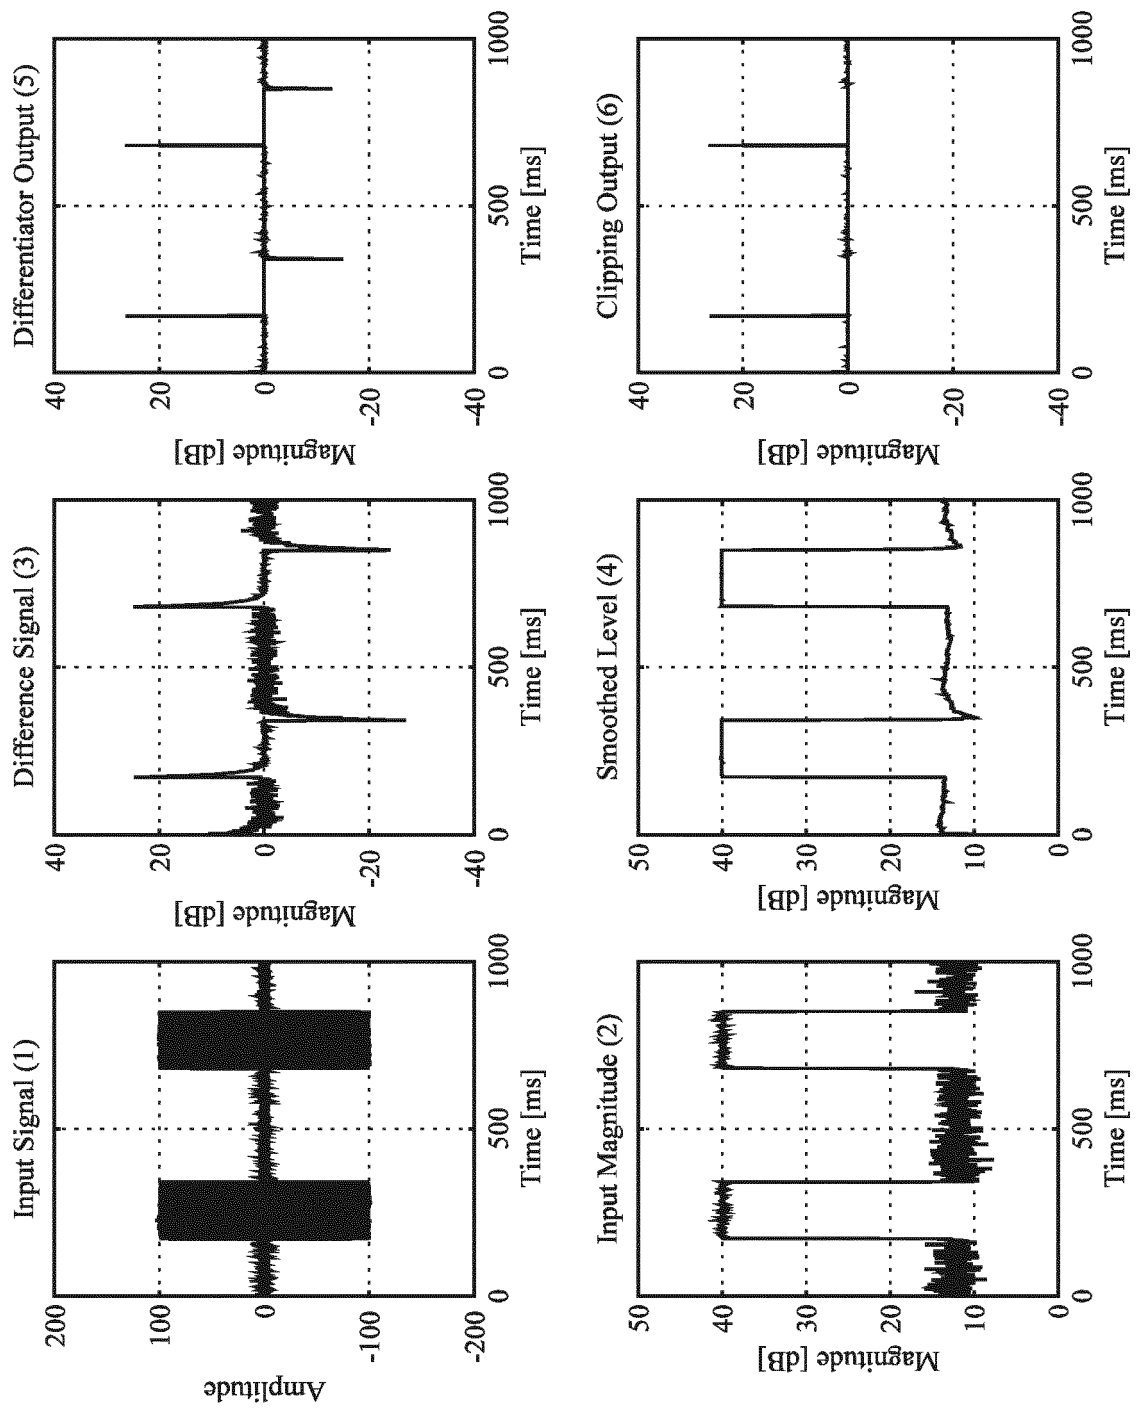 Input Signal (1)
200
100
0
-100
-200
Amplitude
0
500
1000
Time [ms]
Difference Signal (3)
40
20
0
-20
-40
Magnitude [dB]
0
500
1000
Time [ms]
Differentiator Output (5)
40
20
0
-20
-40
Magnitude [dB]
0
500
1000
Time [ms]
Input Magnitude (2)
50
40
30
20
10
0
Magnitude [dB]
0
500
1000
Time [ms]
Smoothed Level (4)
50
40
30
20
10
0
Magnitude [dB]
0
500
1000
Time [ms]
Clipping Output (6)
40
20
0
-20
-40
Magnitude [dB]
0
500
1000
Time [ms]